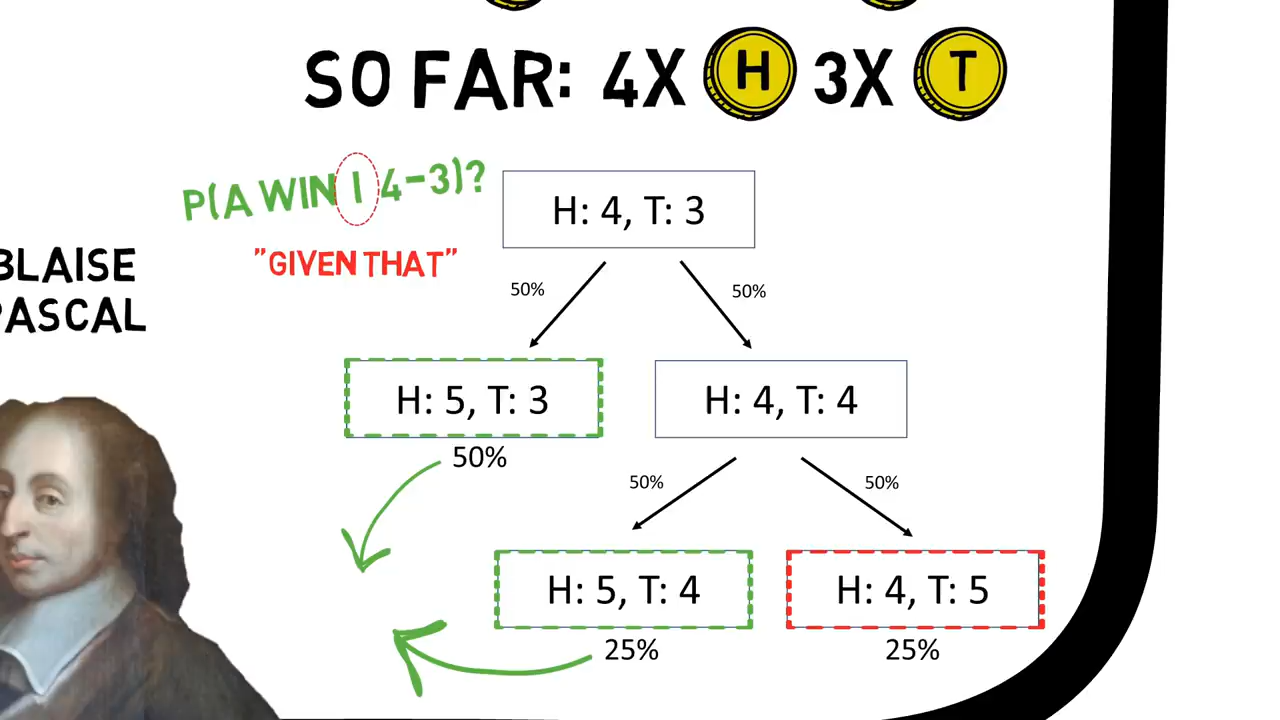 SO FAR: 4X H 3X T
P(A WIN | 4-3)?
"GIVEN THAT"
H: 4, T: 3
BLAISE
PASCAL
50%
50%
H: 5, T: 3
H: 4, T: 4
50%
50%
50%
H: 5, T: 4
H: 4, T: 5
25%
25%